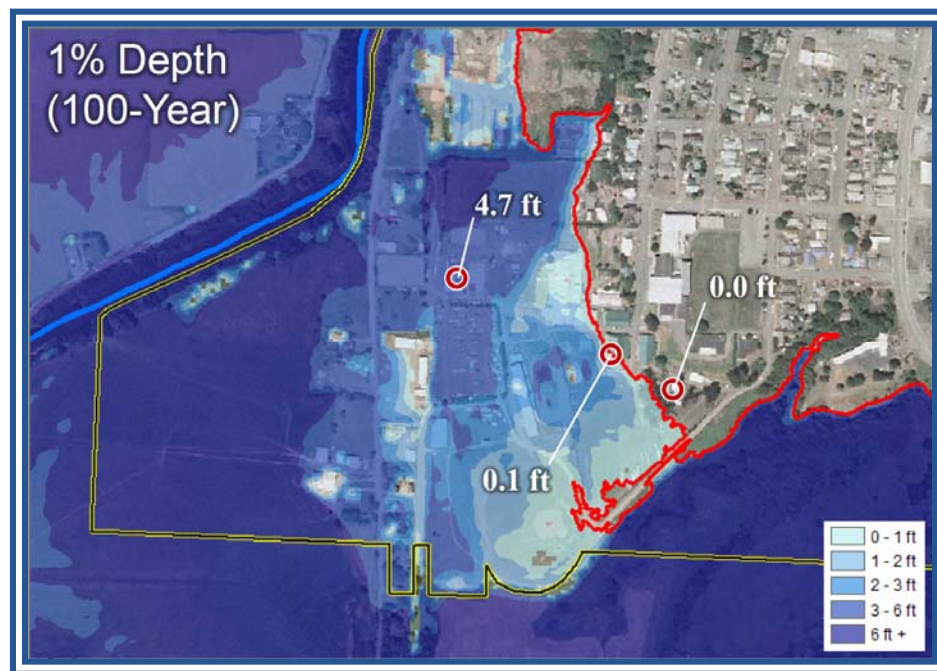 1% Depth
(100-Year)
4.7 ft
0.0 ft
0.1 ft
0 - 1 ft
1 - 2 ft
2 - 3 ft
3 - 6 ft
6 ft +